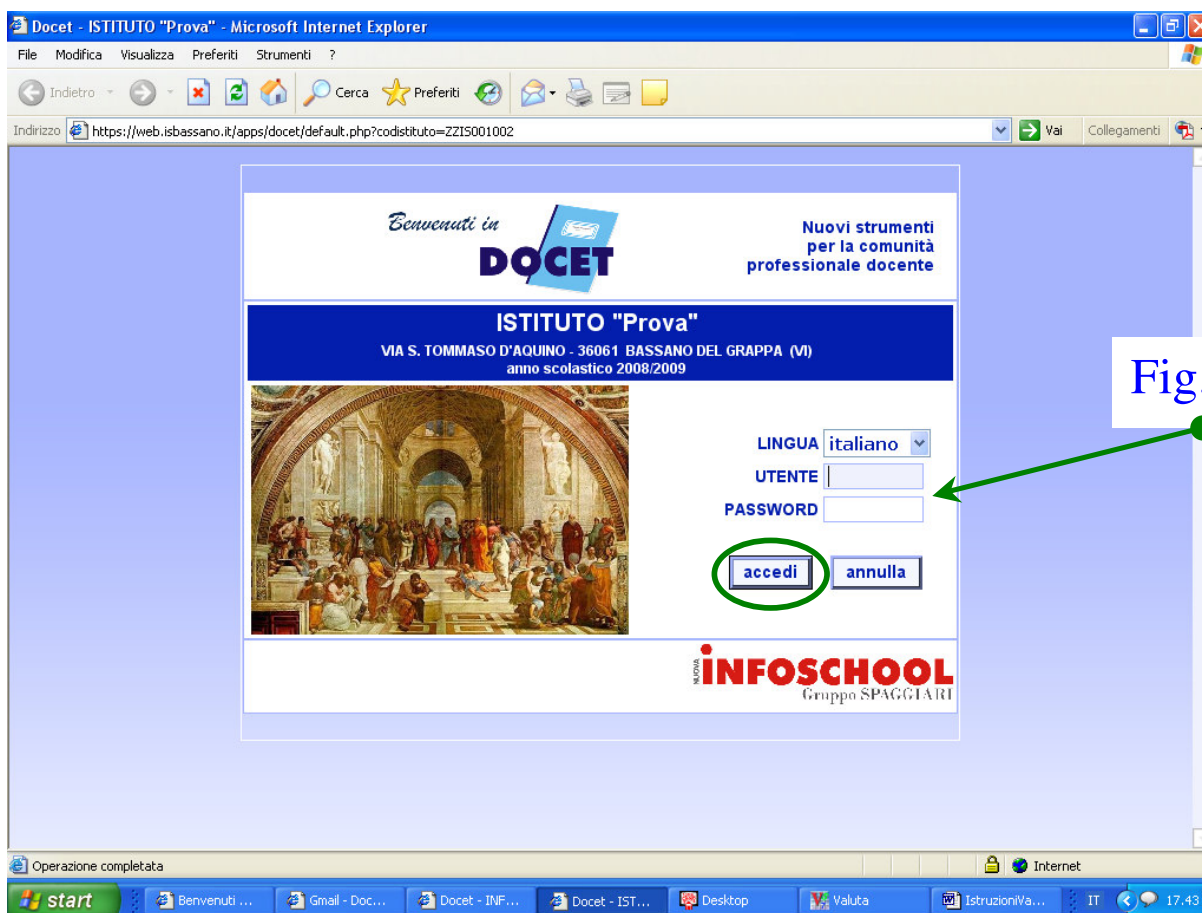 Docet - ISTITUTO "Prova" - Microsoft Internet Explorer
File Modifica Visualizza Preferiti Strumenti ?
Indietro Cerca Preferiti
Indirizzo https://web.isbassano.it/apps/docet/default.php?codistituto=ZZIS001002 Vai Collegamenti
Benvenuti in
DOCET
Nuovi strumenti
per la comunità
professionale docente
ISTITUTO "Prova"
VIA S. TOMMASO D'AQUINO - 36061 BASSANO DEL GRAPPA (VI)
anno scolastico 2008/2009
Fig.
LINGUA italiano
UTENTE
PASSWORD
accedi annulla
NUOVA iNFOSCHOOL
Gruppo SPAGGIARI
Operazione completata Internet
start Benvenuti ... Gmail - Doc... Docet - INF... Docet - IST... Desktop Valuta IstruzioniVa... IT 17.43